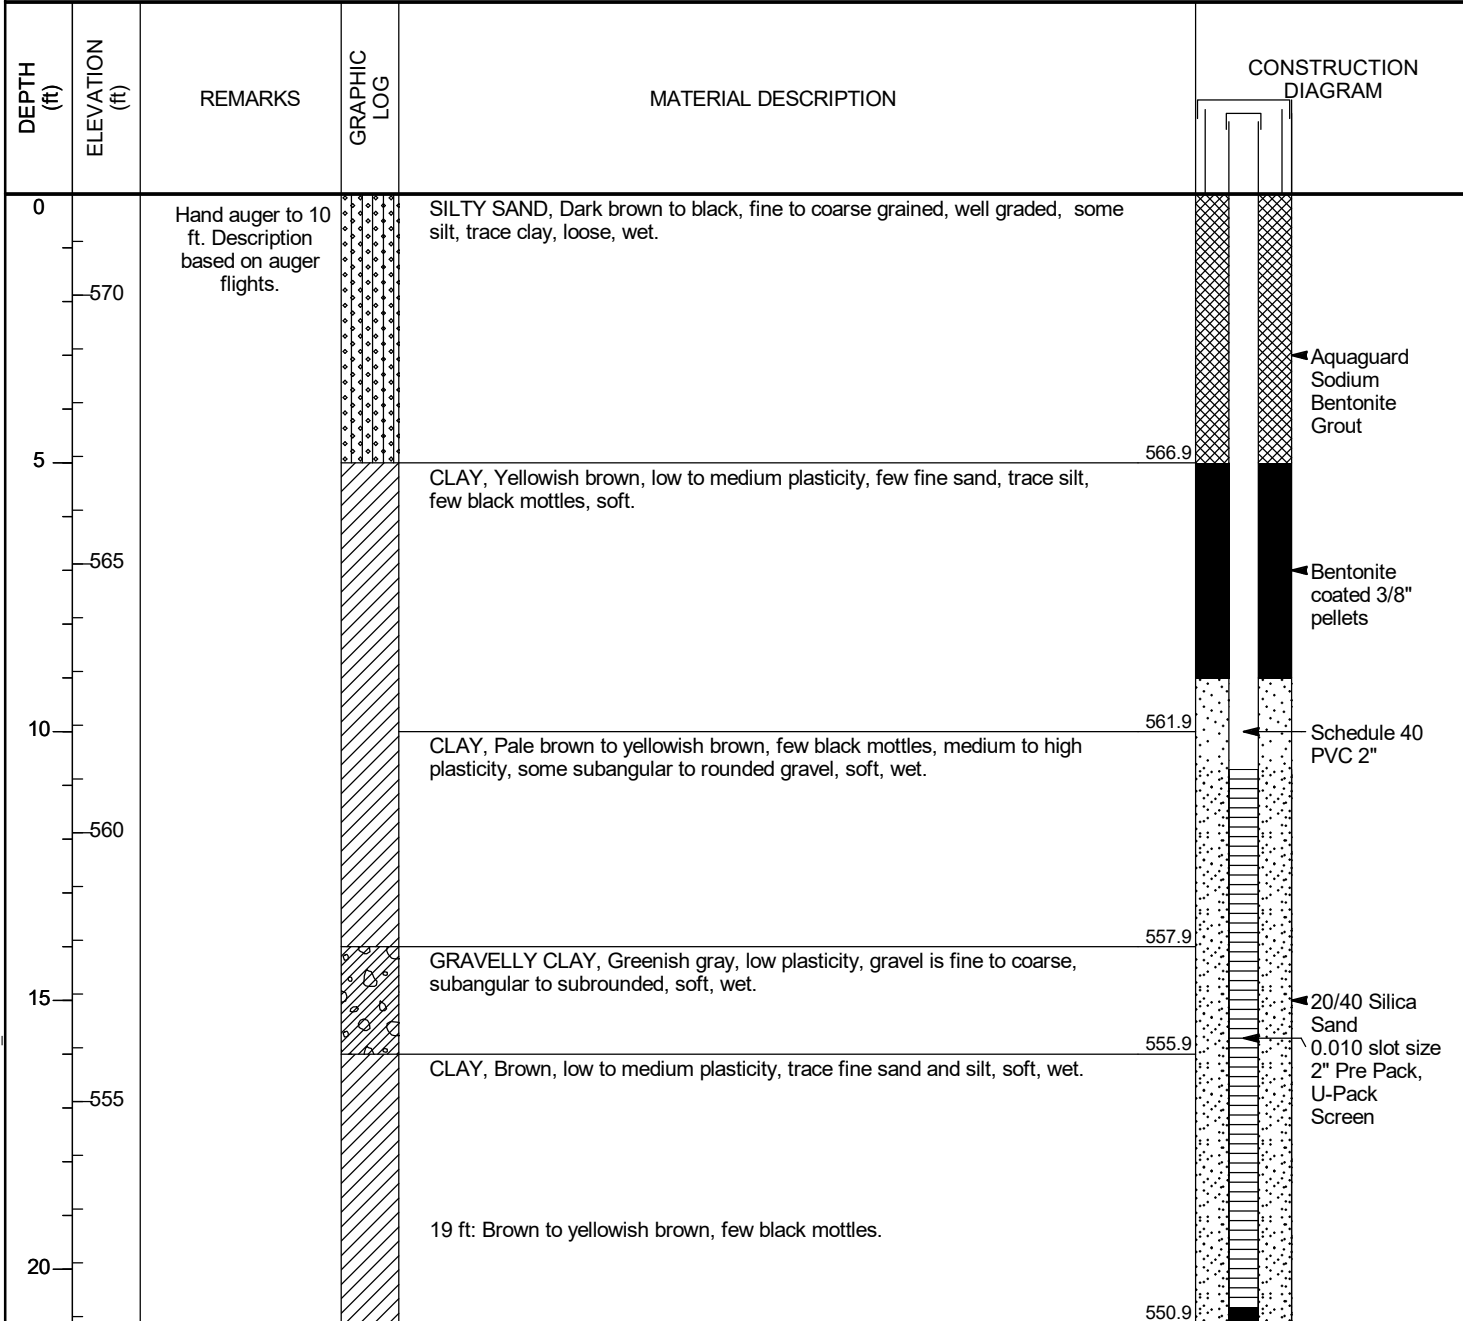 DEPTH
(ft)
ELEVATION
(ft)
REMARKS
GRAPHIC
LOG
MATERIAL DESCRIPTION
CONSTRUCTION
DIAGRAM
0
Hand auger to 10
ft. Description
based on auger
flights.
SILTY SAND, Dark brown to black, fine to coarse grained, well graded, some
silt, trace clay, loose, wet.
570
Aquaguard
Sodium
Bentonite
Grout
566.9
5
CLAY, Yellowish brown, low to medium plasticity, few fine sand, trace silt,
few black mottles, soft.
565
Bentonite
coated 3/8"
pellets
561.9
10
Schedule 40
PVC 2"
CLAY, Pale brown to yellowish brown, few black mottles, medium to high
plasticity, some subangular to rounded gravel, soft, wet.
560
557.9
GRAVELLY CLAY, Greenish gray, low plasticity, gravel is fine to coarse,
subangular to subrounded, soft, wet.
15
20/40 Silica
Sand
0.010 slot size
2" Pre Pack,
U-Pack
Screen
555.9
CLAY, Brown, low to medium plasticity, trace fine sand and silt, soft, wet.
555
19 ft: Brown to yellowish brown, few black mottles.
20
550.9